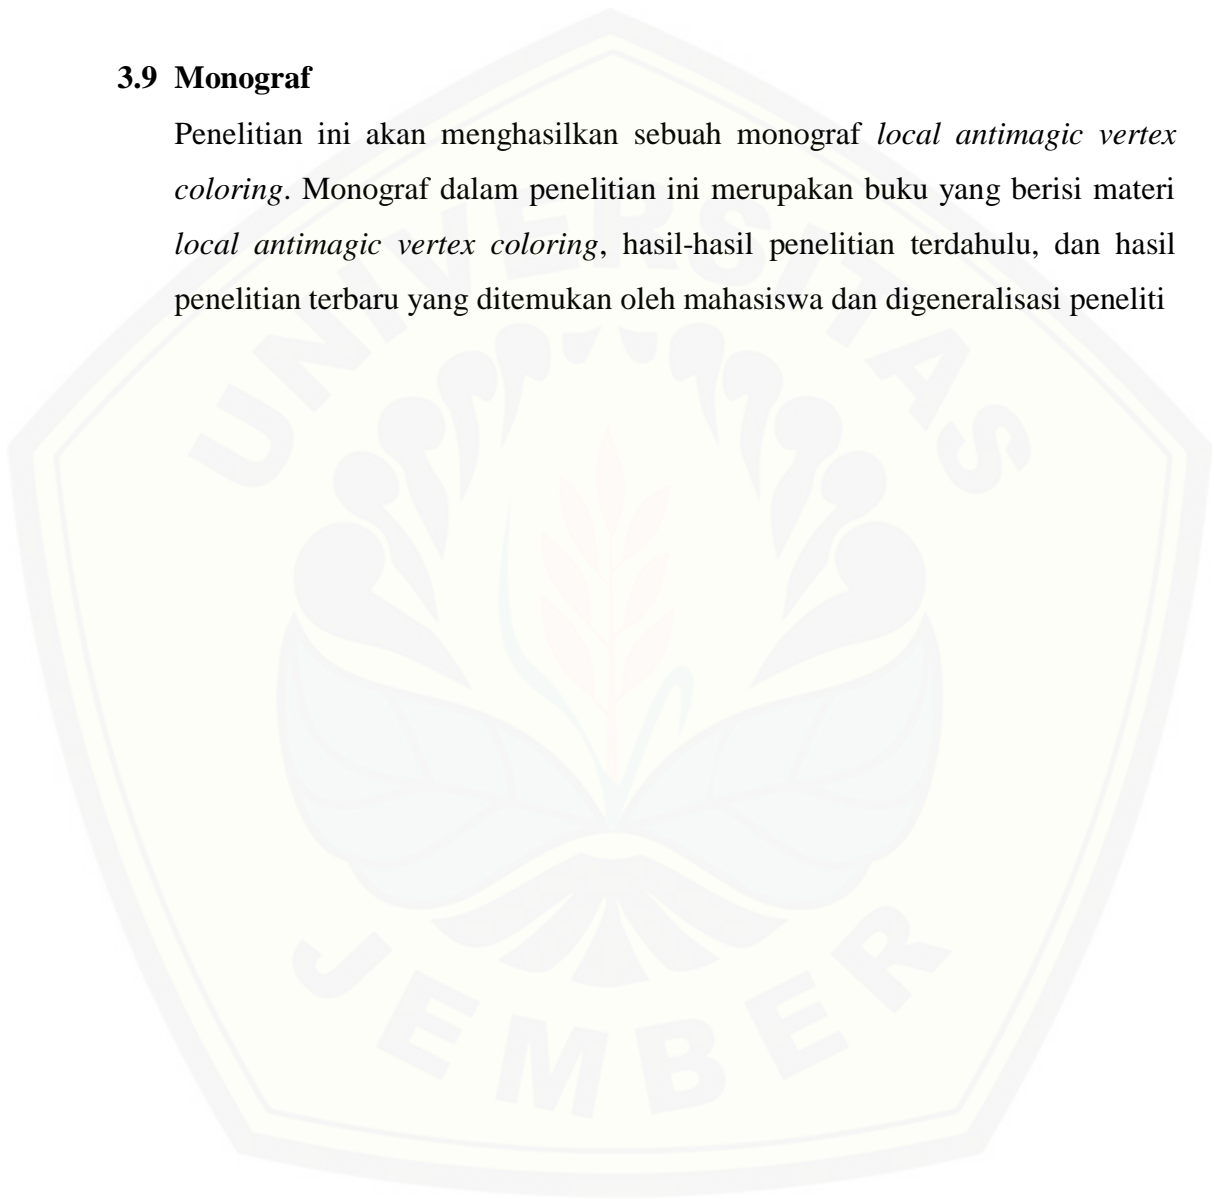 3.9 Monograf
Penelitian ini akan menghasilkan sebuah monograf local antimagic vertex
coloring. Monograf dalam penelitian ini merupakan buku yang berisi materi
local antimagic vertex coloring, hasil-hasil penelitian terdahulu, dan hasil
penelitian terbaru yang ditemukan oleh mahasiswa dan digeneralisasi peneliti
UNIVERSITAS
JEMBER